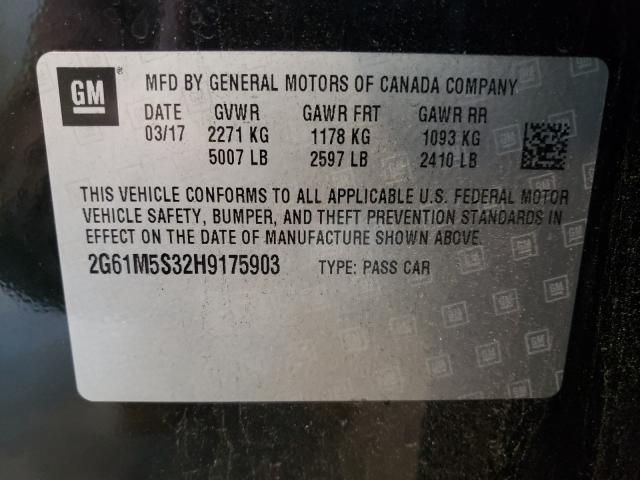 GM ® MFD BY GENERAL MOTORS OF CANADA COMPANY
DATE GVWR GAWR FRT GAWR RR
03/17 2271 KG 1178 KG 1093 KG
5007 LB 2597 LB 2410 LB
THIS VEHICLE CONFORMS TO ALL APPLICABLE U.S. FEDERAL MOTOR
VEHICLE SAFETY, BUMPER, AND THEFT PREVENTION STANDARDS IN
EFFECT ON THE DATE OF MANUFACTURE SHOWN ABOVE.
2G61M5S32H9175903 TYPE: PASS CAR